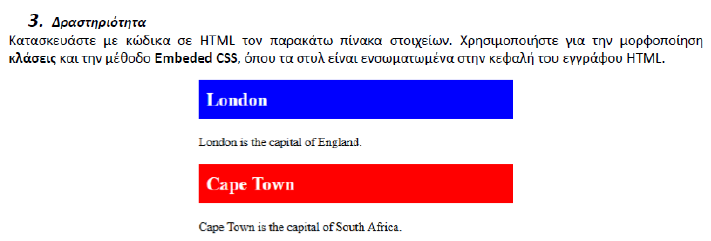 3. Δραστηριότητα
Κατασκευάστε με κώδικα σε HTML τον παρακάτω πίνακα στοιχείων. Χρησιμοποιήστε για την μορφοποίηση
κλάσεις και την μέθοδο Embeded CSS, όπου τα στυλ είναι ενσωματωμένα στην κεφαλή του εγγράφου HTML.
London
London is the capital of England.
Cape Town
Cape Town is the capital of South Africa.